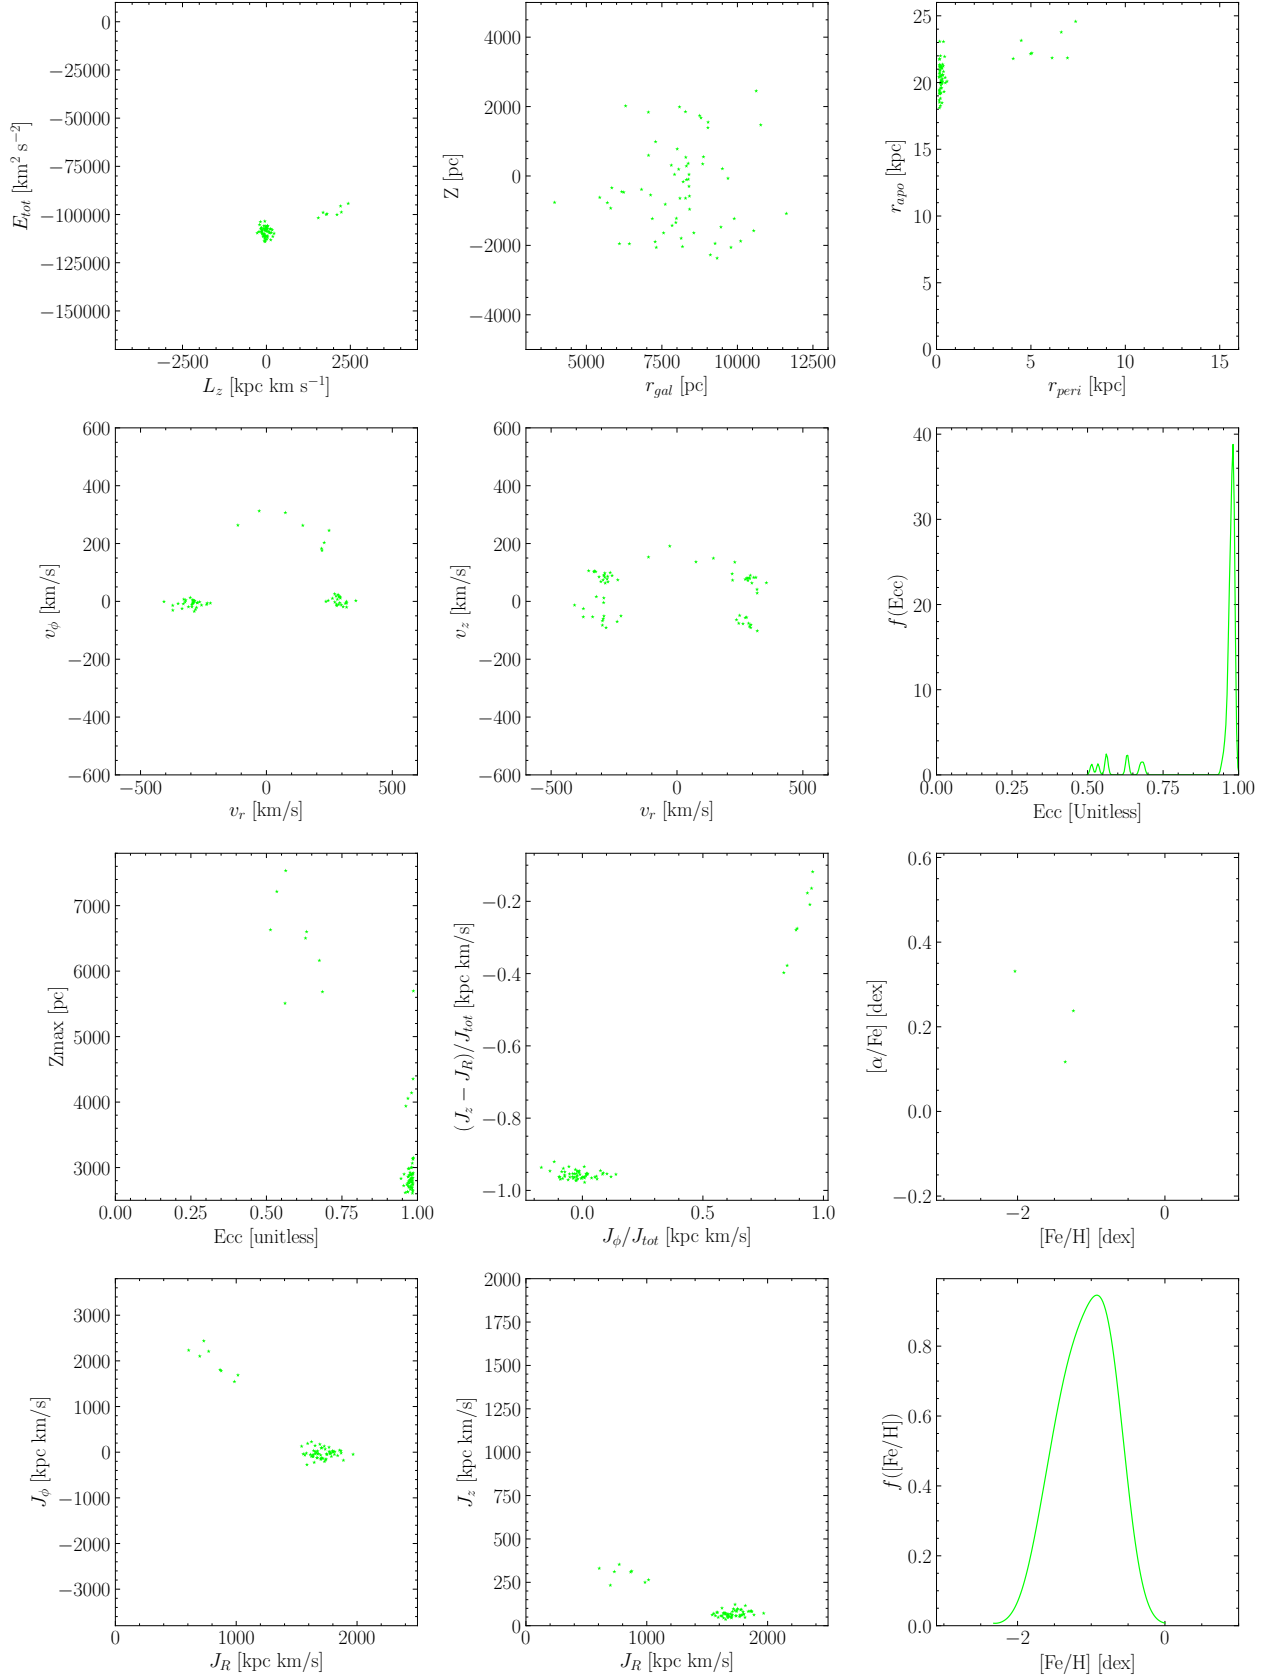 0
−25000
−50000
−75000
−100000
−125000
−150000
E_tot [km² s⁻²]
−2500 0 2500
L_z [kpc km s⁻¹]
4000
2000
0
−2000
−4000
Z [pc]
5000 7500 10000 13000
r_gal [pc]
25
20
15
10
5
0
r_apo [kpc]
0 5 10 15
r_peri [kpc]
600
400
200
0
−200
−400
−600
v_ϕ [km/s]
−500 0 500
v_r [km/s]
600
400
200
0
−200
−400
−600
v_z [km/s]
−500 0 500
v_r [km/s]
40
30
20
10
0
f(Ecc)
0.00 0.25 0.50 0.75 1.00
Ecc [Unitless]
7000
6000
5000
4000
3000
Zmax [pc]
0.00 0.25 0.50 0.75 1.00
Ecc [unitless]
−0.2
−0.4
−0.6
−0.8
−1.0
(J_z − J_R)/J_tot [kpc km/s]
0.0 0.5 1.0
J_ϕ/J_tot [kpc km/s]
0.6
0.4
0.2
0.0
−0.2
[α/Fe] [dex]
−2 0
[Fe/H] [dex]
3000
2000
1000
0
−1000
−2000
−3000
J_ϕ [kpc km/s]
0 1000 2000
J_R [kpc km/s]
2000
1750
1500
1250
1000
750
500
250
0
J_z [kpc km/s]
0 1000 2000
J_R [kpc km/s]
0.8
0.6
0.4
0.2
0.0
f([Fe/H])
−2 0
[Fe/H] [dex]